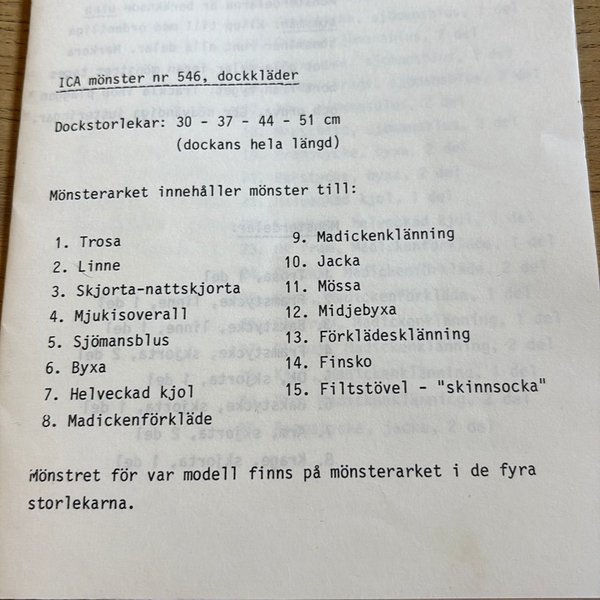 ICA mönster nr 546, dockkläder
Dockstorlekar: 30 - 37 - 44 - 51 cm
(dockans hela längd)
Mönsterarket innehåller mönster till:
1. Trosa
2. Linne
3. Skjorta-nattskjorta
4. Mjukisoverall
5. Sjömansblus
6. Byxa
7. Helveckad kjol
8. Madickenförkläde
9. Madickenklänning
10. Jacka
11. Mössa
12. Midjebyxa
13. Förklädesklänning
14. Finsko
15. Filtstövel - "skinnsocka"
Mönstret för var modell finns på mönsterarket i de fyra
storlekarna.